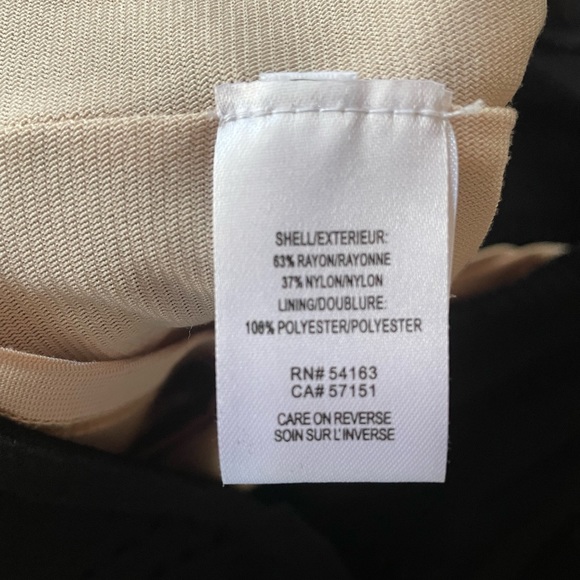 SHELL/EXTERIEUR:
63% RAYON/RAYONNE
37% NYLON/NYLON
LINING/DOUBLURE:
100% POLYESTER/POLYESTER
RN# 54163
CA# 57151
CARE ON REVERSE
SOIN SUR L'INVERSE